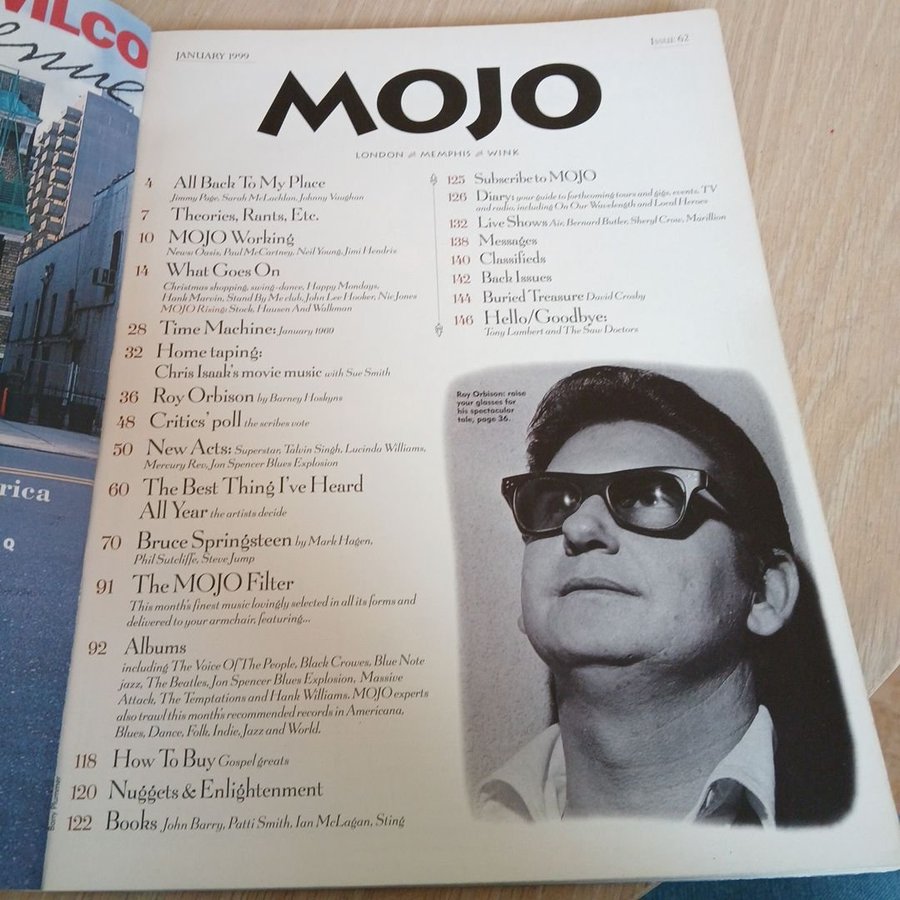 WILCO
rica
Q
JANUARY 1999
ISSUE 62
MOJO
LONDON MEMPHIS WINK
4 All Back To My Place
Jimmy Page, Sarah McLachlan, Johnny Vaughan
7 Theories, Rants, Etc.
10 MOJO Working
News: Oasis, Paul McCartney, Neil Young, Jimi Hendrix
14 What Goes On
Christmas shopping, swing-dance, Happy Mondays,
Hank Marvin, Stand By Me club, John Lee Hooker, Nic Jones
MOJO Rising: Stock, Hausen And Walkman
28 Time Machine: January 1960
32 Home taping:
Chris Isaak's movie music with Sue Smith
36 Roy Orbison by Barney Hoskyns
48 Critics' poll the scribes vote
50 New Acts: Superstar, Talvin Singh, Lucinda Williams,
Mercury Rev, Jon Spencer Blues Explosion
60 The Best Thing I've Heard
All Year the artists decide
70 Bruce Springsteen by Mark Hagen,
Phil Sutcliffe, Steve Jump
91 The MOJO Filter
This month's finest music lovingly selected in all its forms and
delivered to your armchair, featuring...
92 Albums
including The Voice Of The People, Black Crowes, Blue Note
jazz, The Beatles, Jon Spencer Blues Explosion, Massive
Attack, The Temptations and Hank Williams. MOJO experts
also trawl this month's recommended records in Americana,
Blues, Dance, Folk, Indie, Jazz and World.
118 How To Buy Gospel greats
120 Nuggets & Enlightenment
122 Books John Barry, Patti Smith, Ian McLagan, Sting
125 Subscribe to MOJO
126 Diary: your guide to forthcoming tours and gigs, events, TV
and radio, including On Our Wavelength and Local Heroes
132 Live Shows Air, Bernard Butler, Sheryl Crow, Marillion
138 Messages
140 Classifieds
142 Back Issues
144 Buried Treasure David Crosby
146 Hello/Goodbye:
Tony Lambert and The Saw Doctors
Roy Orbison: raise
your glasses for
his spectacular
tale, page 36.